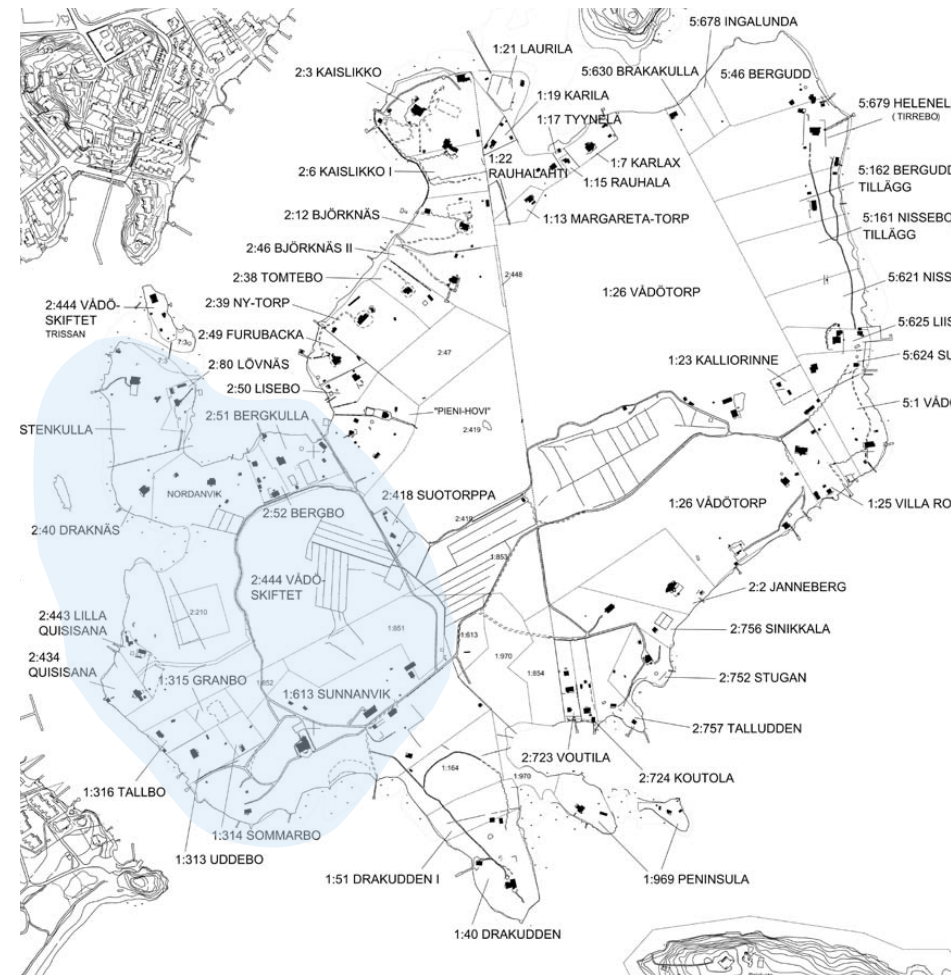 5:678 INGALUNDA
1:21 LAURILA
2:3 KAISLIKKO
5:630 BRAKAKULLA
5:46 BERGUDD
1:19 KARILA
5:679 HELENEL
( TIRREBO)
1:17 TYYNELÄ
1:22
RAUHALAHTI
1:7 KARLAX
2:6 KAISLIKKO I
1:15 RAUHALA
5:162 BERGUDD
TILLÄGG
2:12 BJÖRKNÄS
1:13 MARGARETA-TORP
5:161 NISSEBO
TILLÄGG
2:46 BJÖRKNÄS II
2:38 TOMTEBO
2:448
5:621 NISS
2:444 VÅDÖ-
SKIFTET
TRISSAN
2:39 NY-TORP
1:26 VÅDÖTORP
5:625 LIIS
2:49 FURUBACKA
7:3
2:47
5:624 SU
2:80 LÖVNÄS
1:23 KALLIORINNE
2:50 LISEBO
5:1 VÅDÖ
2:51 BERGKULLA
"PIENI-HOVI"
2:419
STENKULLA
NORDANVIK
2:418 SUOTORPPA
2:52 BERGBO
1:26 VÅDÖTORP
1:25 VILLA RO
2:40 DRAKNÄS
2:419
1:853
2:444 VÅDÖ-
SKIFTET
2:2 JANNEBERG
2:443 LILLA
QUISISANA
2:210
1:851
1:613
2:756 SINIKKALA
2:434
QUISISANA
1:970
1:854
2:752 STUGAN
1:315 GRANBO
1:852
1:613 SUNNANVIK
2:757 TALLUDDEN
2:723 VOUTILA
1:164
1:970
2:724 KOUTOLA
1:316 TALLBO
1:314 SOMMARBO
1:313 UDDEBO
1:51 DRAKUDDEN I
1:969 PENINSULA
1:40 DRAKUDDEN